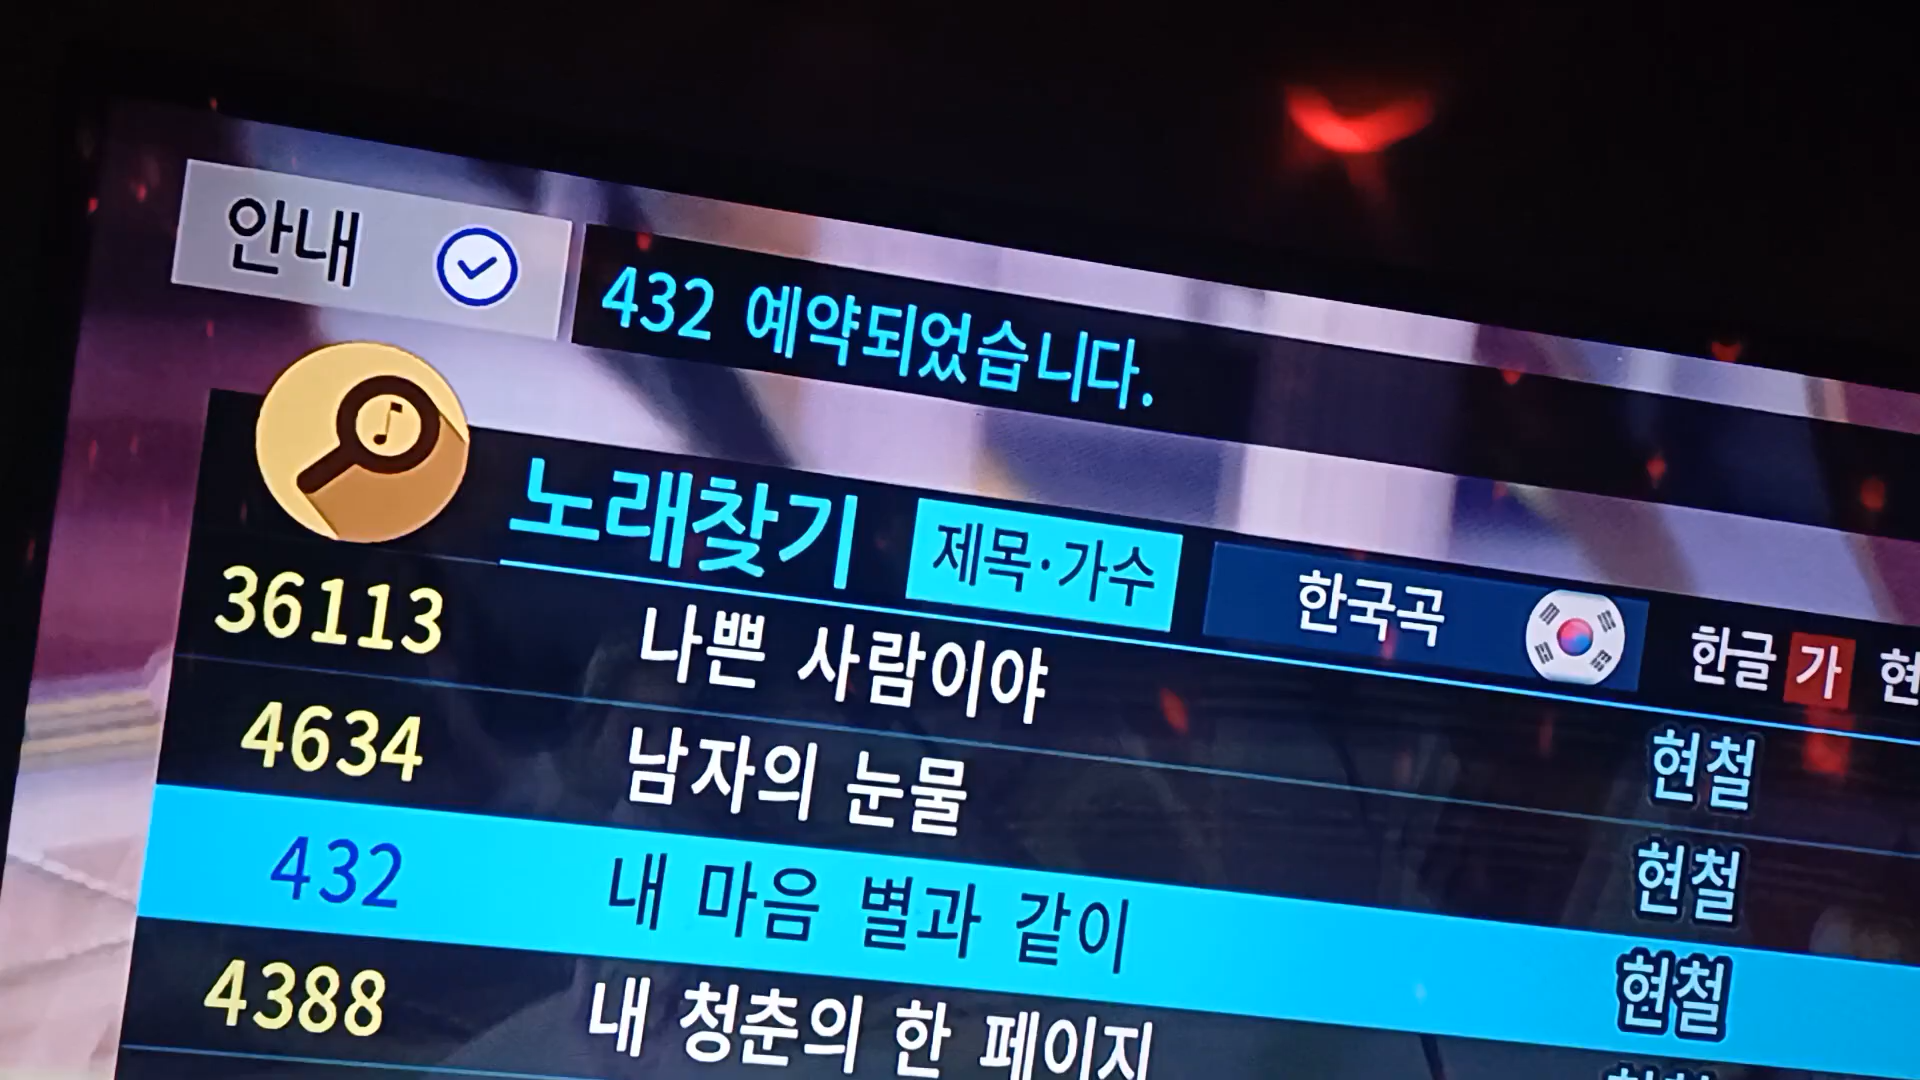 안내
432 예약되었습니다.
노래찾기 제목·가수 한국곡 한글 가 현
36113 나쁜 사람이야 현철
4634 남자의 눈물 현철
432 내 마음 별과 같이 현철
4388 내 청춘의 한 페이지